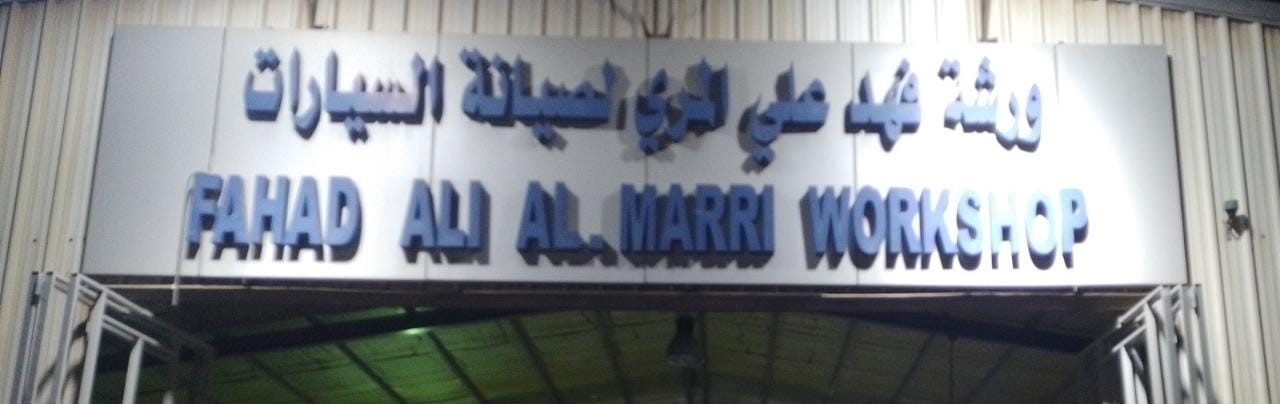 ورشة فهد علي المري لصيانة السيارات
FAHAD ALI AL. MARRI WORKSHOP